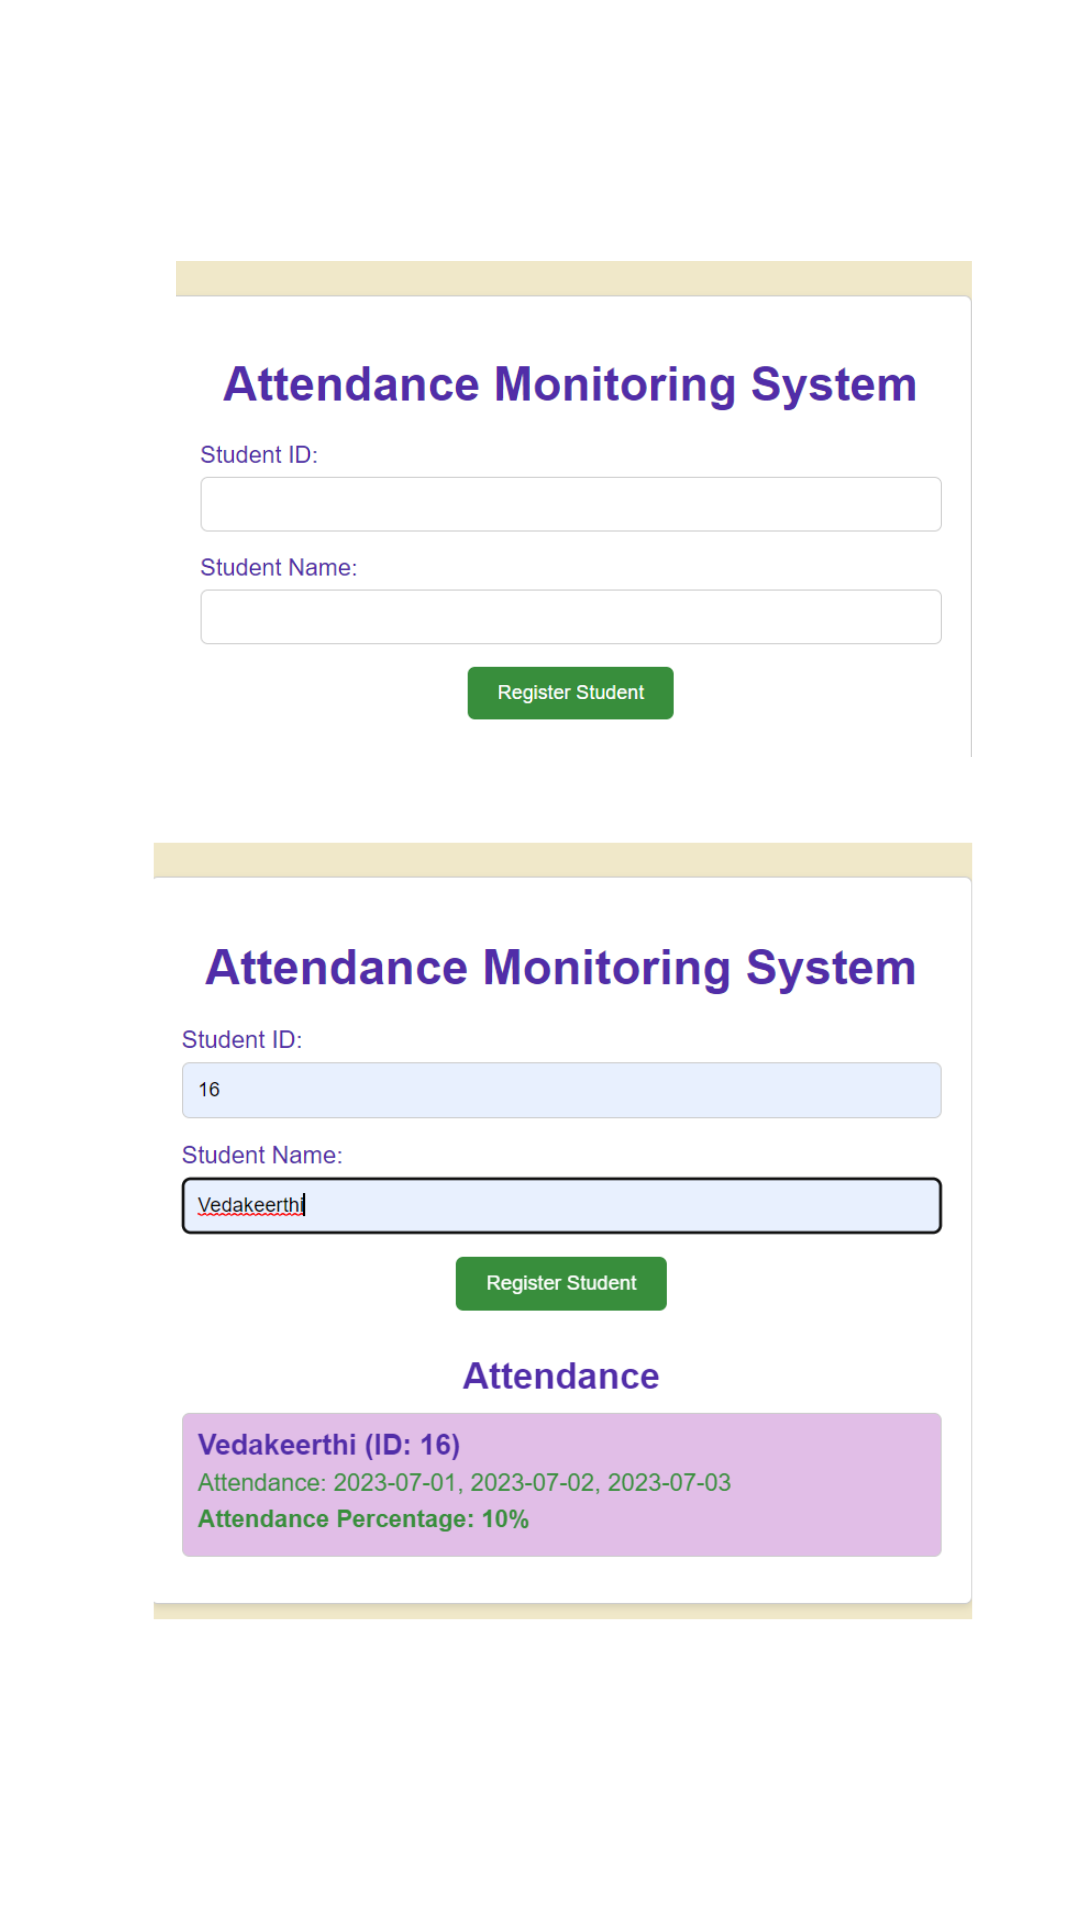 Attendance Monitoring System
Student ID:
Student Name:
Register Student
Attendance Monitoring System
Student ID:
16
Student Name:
Vedakeerthi
Register Student
Attendance
Vedakeerthi (ID: 16)
Attendance: 2023-07-01, 2023-07-02, 2023-07-03
Attendance Percentage: 10%